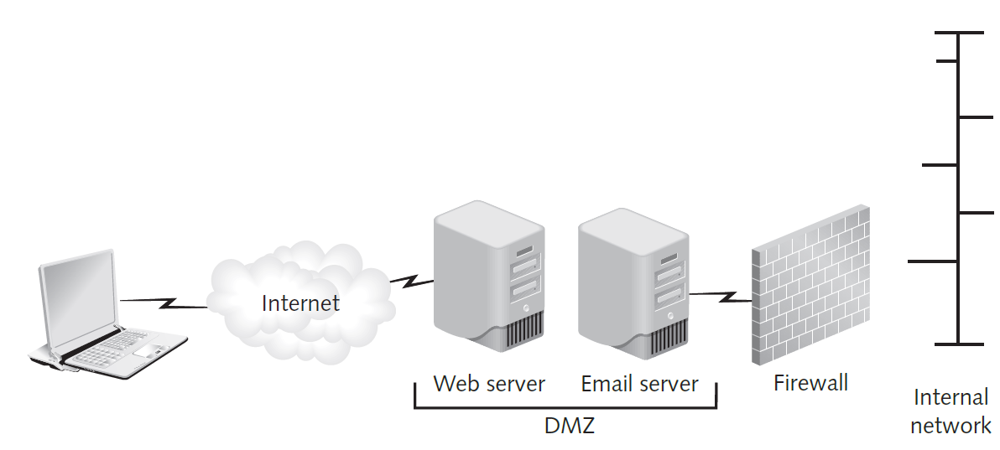 Internet
Web server
Email server
Firewall
DMZ
Internal
network